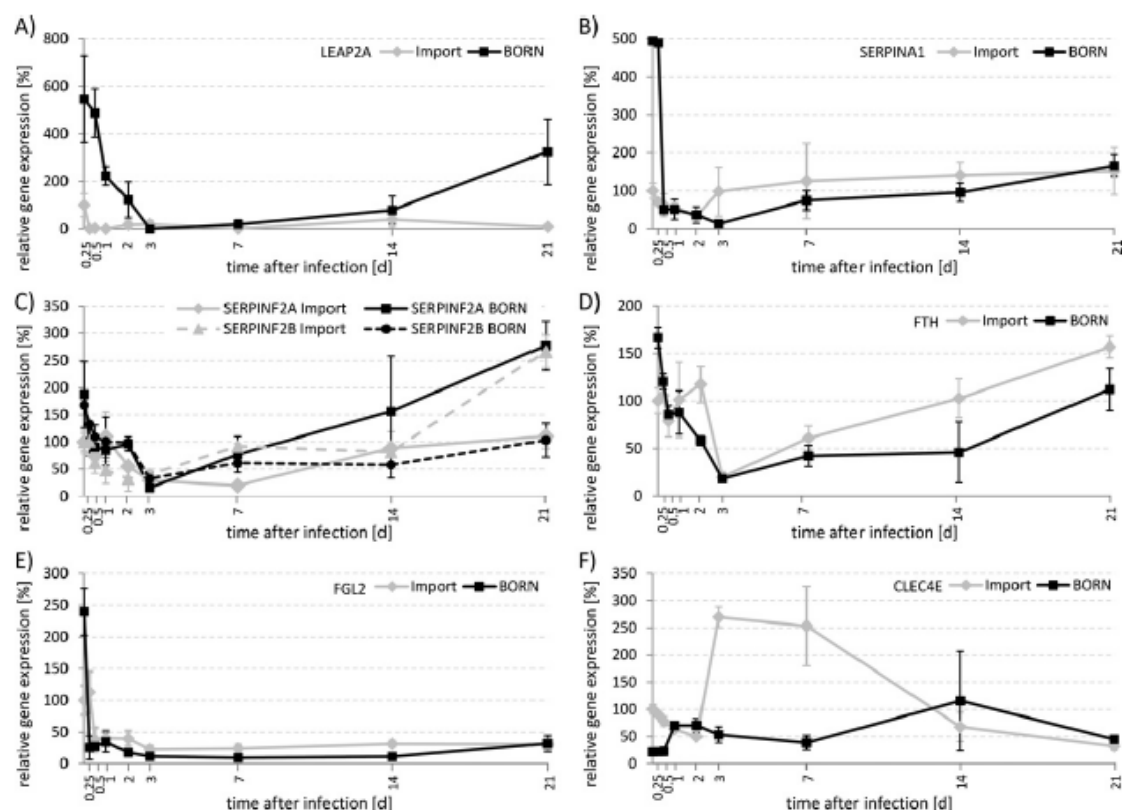 A)
relative gene expression [%]
800
600
400
200
0
LEAP2A Import BORN
0.25 0.5 1 2 3 7 14 21
time after infection [d]
B)
relative gene expression [%]
500
400
300
200
100
0
SERPINA1 Import BORN
0.25 0.5 1 2 3 7 14 21
time after infection [d]
C)
relative gene expression [%]
350
300
250
200
150
100
50
0
SERPINF2A Import SERPINF2A BORN
SERPINF2B Import SERPINF2B BORN
0.25 0.5 1 2 3 7 14 21
time after infection [d]
D)
relative gene expression [%]
200
150
100
50
0
FTH Import BORN
0.25 0.5 1 2 3 7 14 21
time after infection [d]
E)
relative gene expression [%]
300
250
200
150
100
50
0
FGL2 Import BORN
0.25 0.5 1 2 3 7 14 21
time after infection [d]
F)
relative gene expression [%]
350
300
250
200
150
100
50
0
CLEC4E Import BORN
0.25 0.5 1 2 3 7 14 21
time after infection [d]